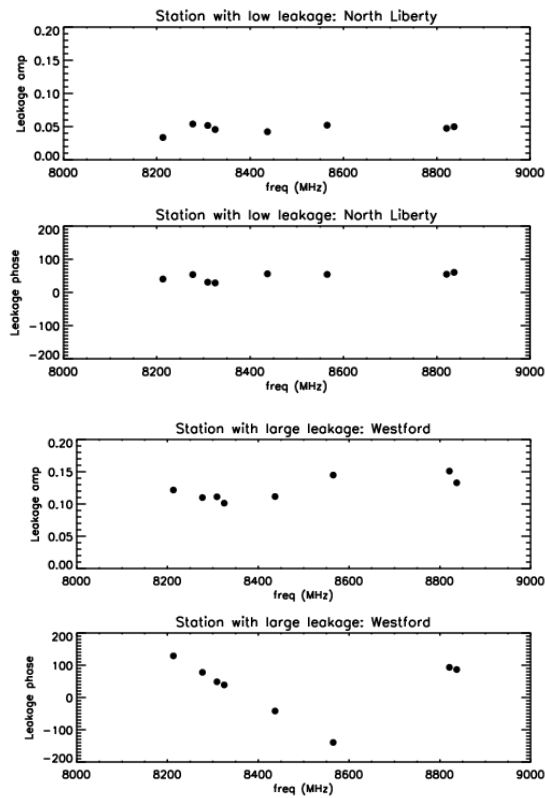 Station with low leakage: North Liberty
0.20
0.15
0.10
0.05
0.00
Leakage amp
8000 8200 8400 8600 8800 9000
freq (MHz)
Station with low leakage: North Liberty
200
100
0
-100
-200
Leakage phase
8000 8200 8400 8600 8800 9000
freq (MHz)
Station with large leakage: Westford
0.20
0.15
0.10
0.05
0.00
Leakage amp
8000 8200 8400 8600 8800 9000
freq (MHz)
Station with large leakage: Westford
200
100
0
-100
-200
Leakage phase
8000 8200 8400 8600 8800 9000
freq (MHz)